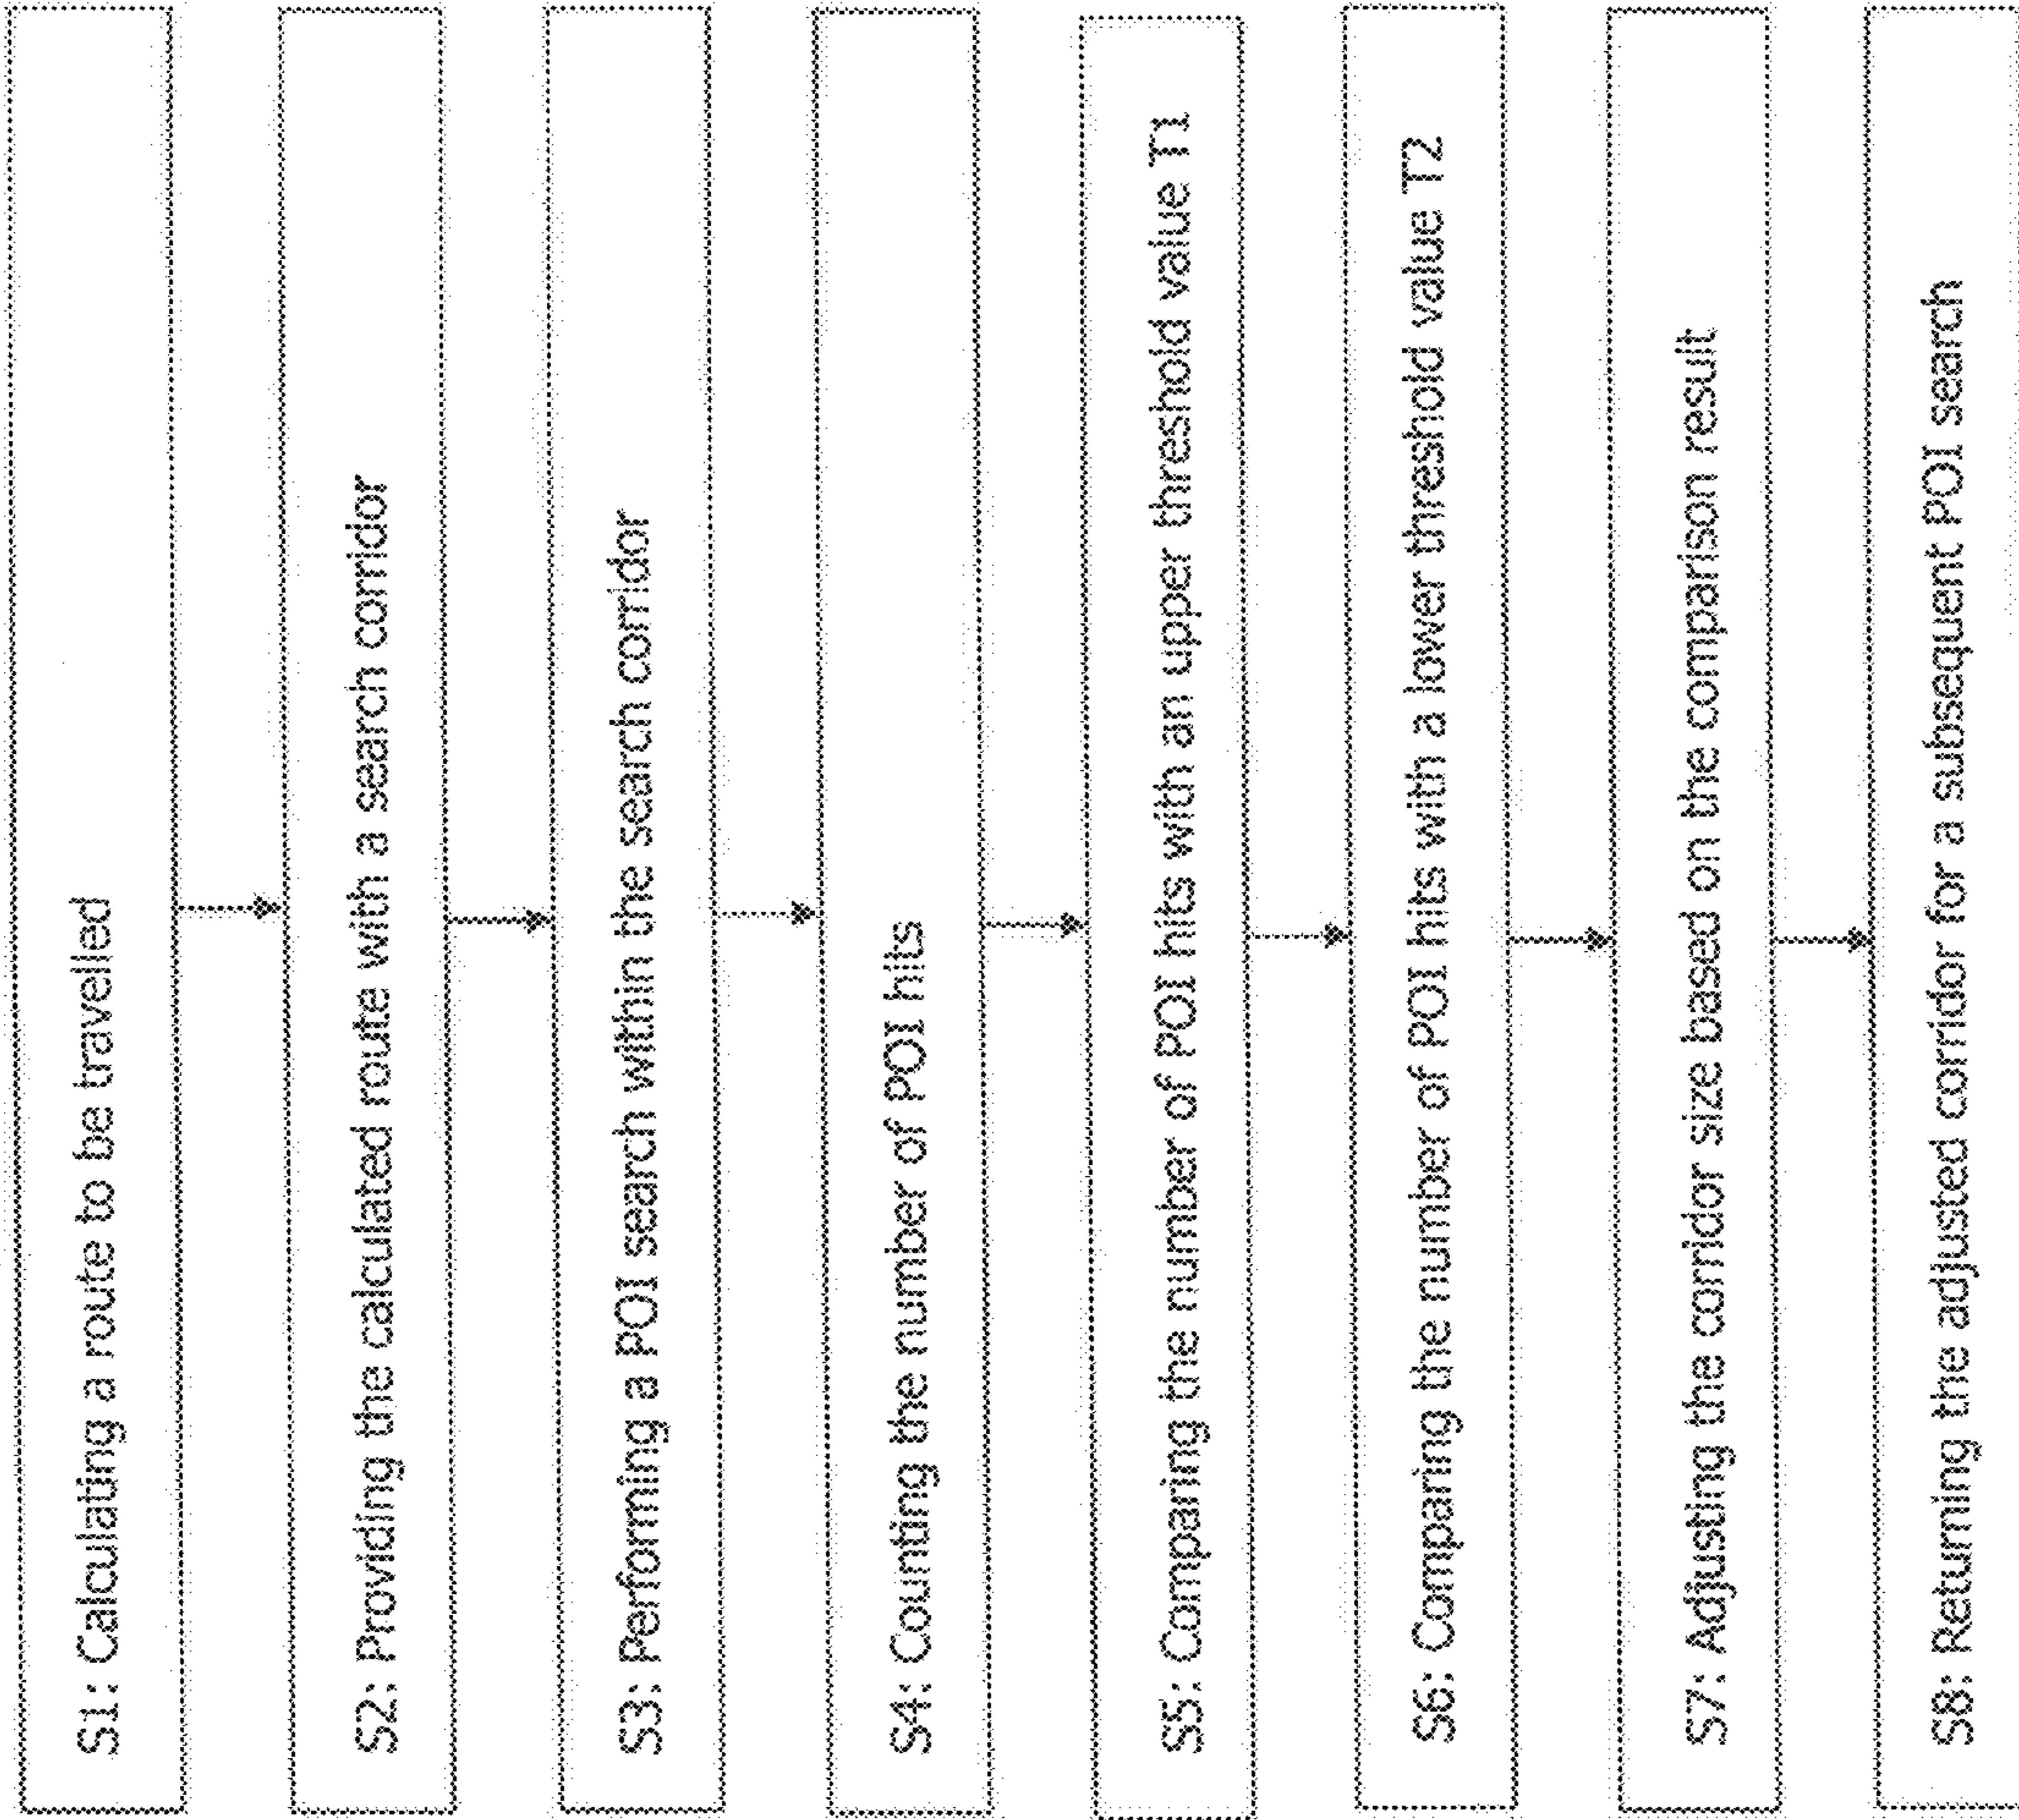 S1: Calculating a route to be travelled
S2: Providing the calculated route with a search corridor
S3: Performing a POI search within the search corridor
S4: Counting the number of POI hits
S5: Comparing the number of POI hits with an upper threshold value T1
S6: Comparing the number of POI hits with a lower threshold value T2
S7: Adjusting the corridor size based on the comparison result
S8: Returning the adjusted corridor for a subsequent POI search